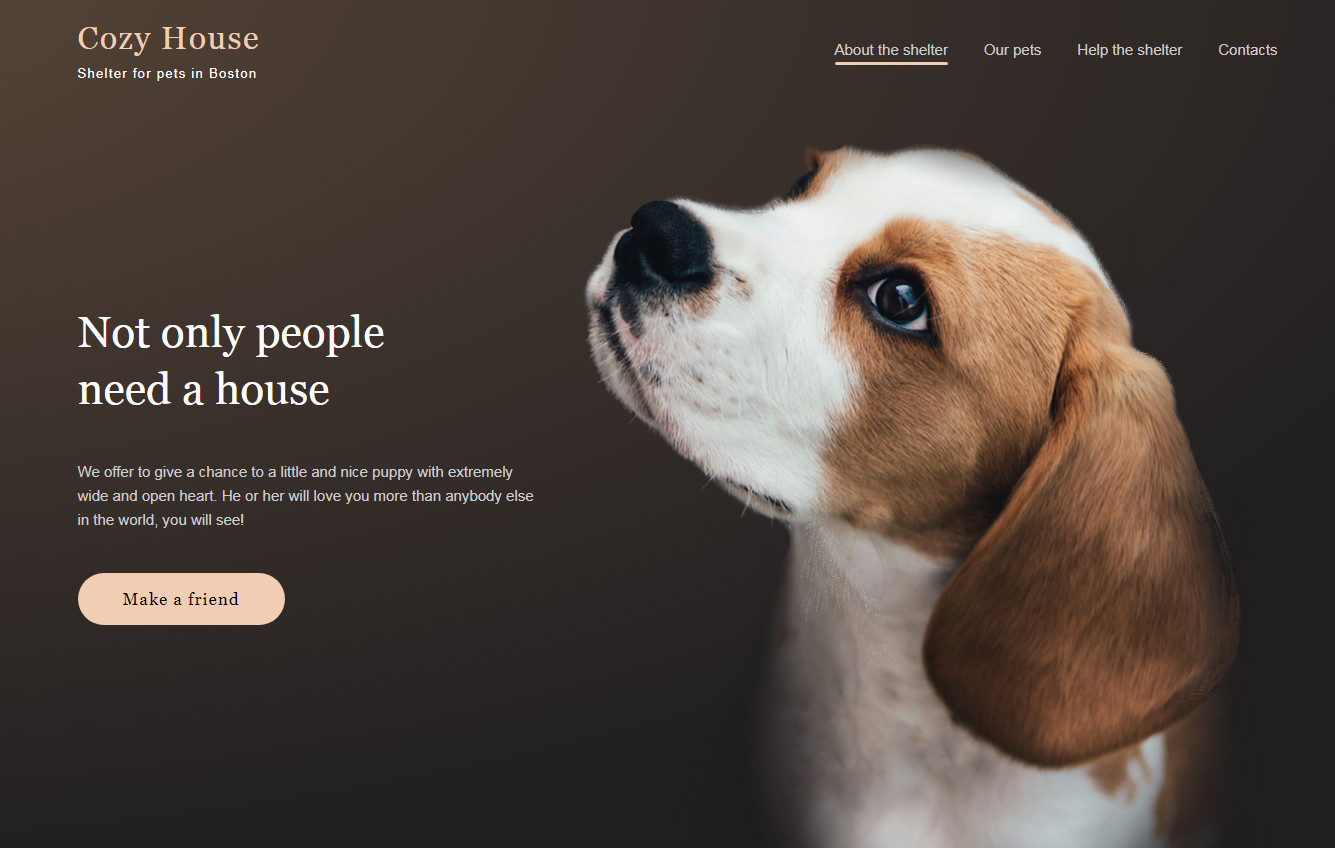 Cozy House
Shelter for pets in Boston
About the shelter
Our pets
Help the shelter
Contacts
Not only people
need a house
We offer to give a chance to a little and nice puppy with extremely
wide and open heart. He or her will love you more than anybody else
in the world, you will see!
Make a friend